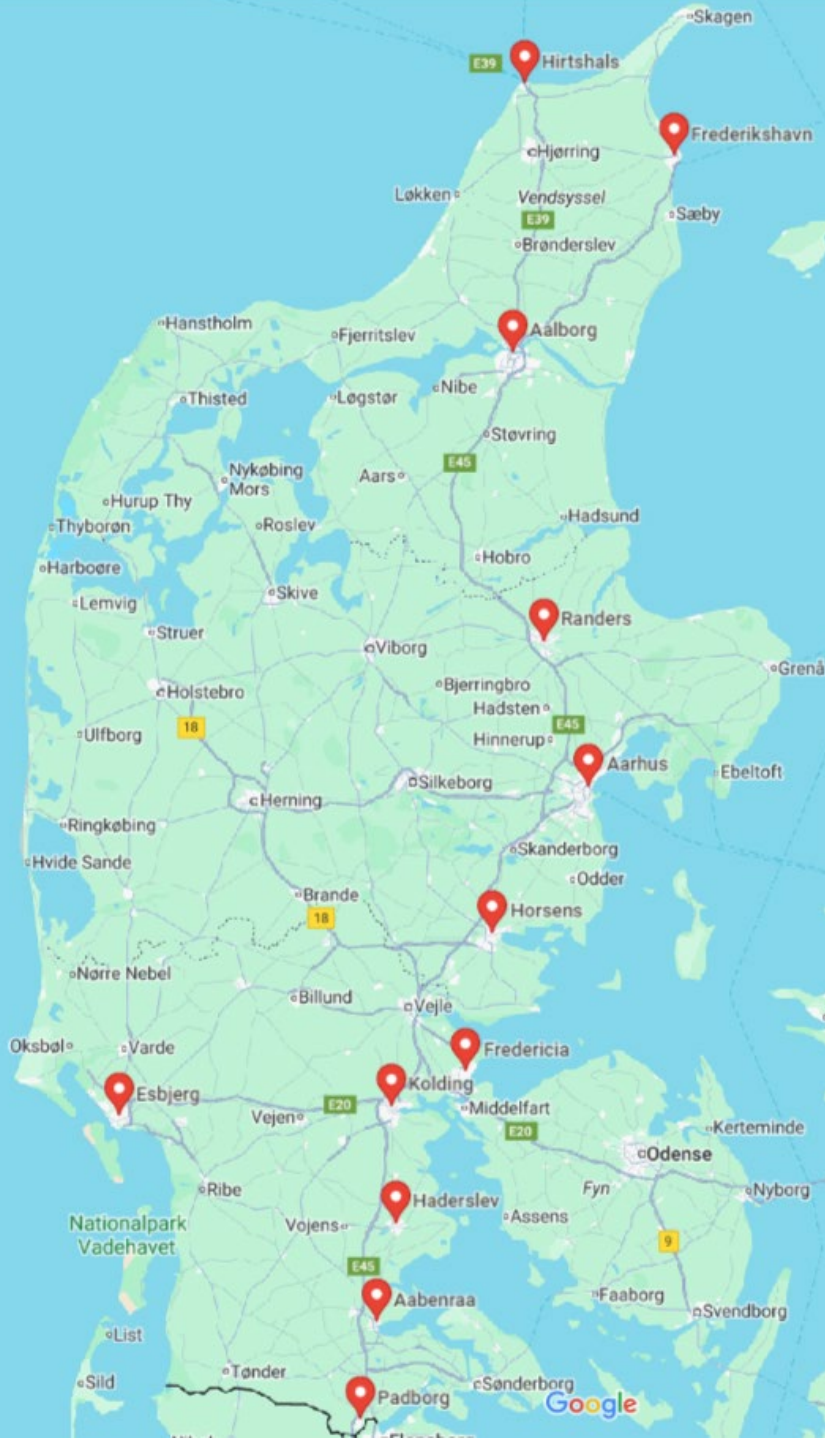 Skagen
E39
Hirtshals
Frederikshavn
Hjørring
Løkken
Vendsyssel
E39
Sæby
Brønderslev
Hanstholm
Fjerritslev
Aalborg
Thisted
Løgstør
Nibe
Støvring
E45
Nykøbing
Mors
Aars
Hurup Thy
Hadsund
Thyborøn
Roslev
Hobro
Harboøre
Skive
Lemvig
Randers
Struer
Viborg
Grenå
Holstebro
Bjerringbro
Hadsten
18
E45
Ulfborg
Hinnerup
Aarhus
Ebeltoft
Silkeborg
Herning
Ringkøbing
Skanderborg
Hvide Sande
Odder
Brande
18
Horsens
Nørre Nebel
Billund
Vejle
Oksbøl
Varde
Fredericia
Kolding
Esbjerg
E20
Vejen
Middelfart
E20
Kerteminde
Odense
Ribe
Fyn
Nyborg
Haderslev
Nationalpark
Vadehavet
Vojens
Assens
9
E45
Aabenraa
Faaborg
Svendborg
List
Tønder
Sild
Sønderborg
Padborg
Google